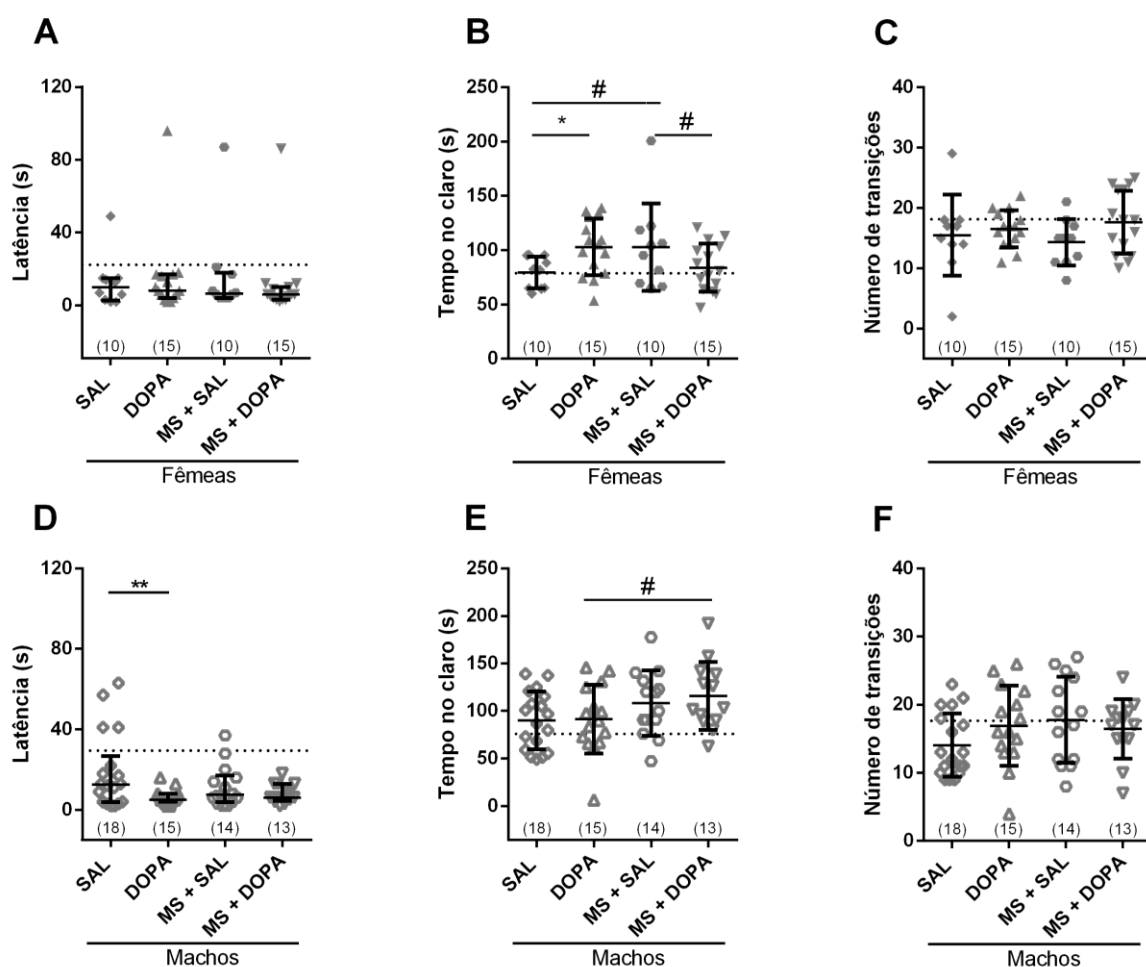 A
Latência (s)
120
80
40
0
(10) (15) (10) (15)
SAL DOPA MS + SAL MS + DOPA
Fêmeas
B
Tempo no claro (s)
250
200
150
100
50
0
# * #
(10) (15) (10) (15)
SAL DOPA MS + SAL MS + DOPA
Fêmeas
C
Número de transições
40
30
20
10
0
(10) (15) (10) (15)
SAL DOPA MS + SAL MS + DOPA
Fêmeas
D
Latência (s)
120
80
40
0
**
(18) (15) (14) (13)
SAL DOPA MS + SAL MS + DOPA
Machos
E
Tempo no claro (s)
250
200
150
100
50
0
#
(18) (15) (14) (13)
SAL DOPA MS + SAL MS + DOPA
Machos
F
Número de transições
40
30
20
10
0
(18) (15) (14) (13)
SAL DOPA MS + SAL MS + DOPA
Machos